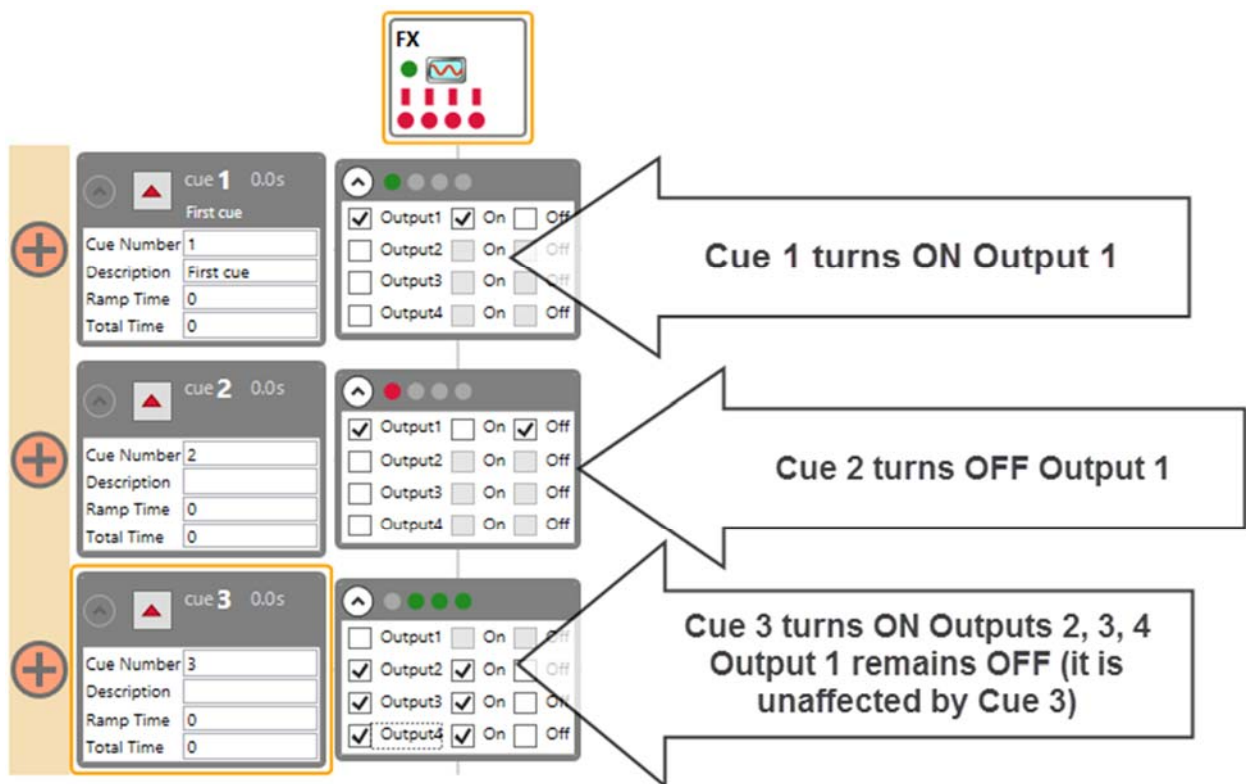 FX
cue 1 0.0s
First cue
Cue Number 1
Description First cue
Ramp Time 0
Total Time 0
Output1 On Off
Output2 On Off
Output3 On Off
Output4 On Off
Cue 1 turns ON Output 1
cue 2 0.0s
Cue Number 2
Description
Ramp Time 0
Total Time 0
Output1 On Off
Output2 On Off
Output3 On Off
Output4 On Off
Cue 2 turns OFF Output 1
cue 3 0.0s
Cue Number 3
Description
Ramp Time 0
Total Time 0
Output1 On Off
Output2 On Off
Output3 On Off
Output4 On Off
Cue 3 turns ON Outputs 2, 3, 4
Output 1 remains OFF (it is
unaffected by Cue 3)